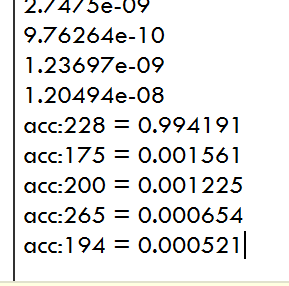 2.7475e-09
9.76264e-10
1.23697e-09
1.20494e-08
acc:228 = 0.994191
acc:175 = 0.001561
acc:200 = 0.001225
acc:265 = 0.000654
acc:194 = 0.000521